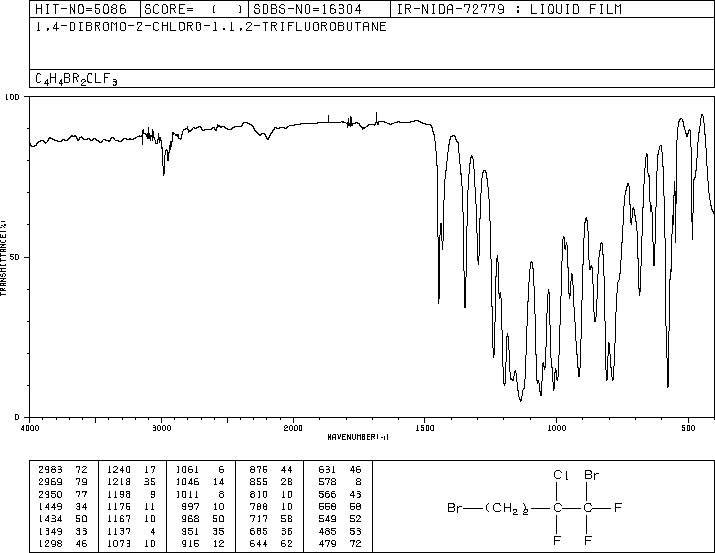 HIT-NO=5086 SCORE= ( ) SDBS-NO=16304 IR-NIDA-72779 : LIQUID FILM
1,4-DIBROMO-2-CHLORO-1,1,2-TRIFLUOROBUTANE
C4H4BR2CLF3
100
50
0
TRANSMITTANCE(%)
4000 3000 2000 1500 1000 500
WAVENUMBER(-1)
2983 72 1240 17 1061 6 876 44 631 46
2969 79 1218 35 1046 14 855 28 578 8
2950 77 1198 9 1011 8 810 10 566 43
1449 34 1176 11 997 10 788 10 558 58
1434 50 1167 10 968 50 717 58 549 52
1349 33 1137 4 951 35 685 36 485 53
1298 46 1073 10 916 12 644 62 479 72
Cl Br
Br (CH2)2 C C F
F F